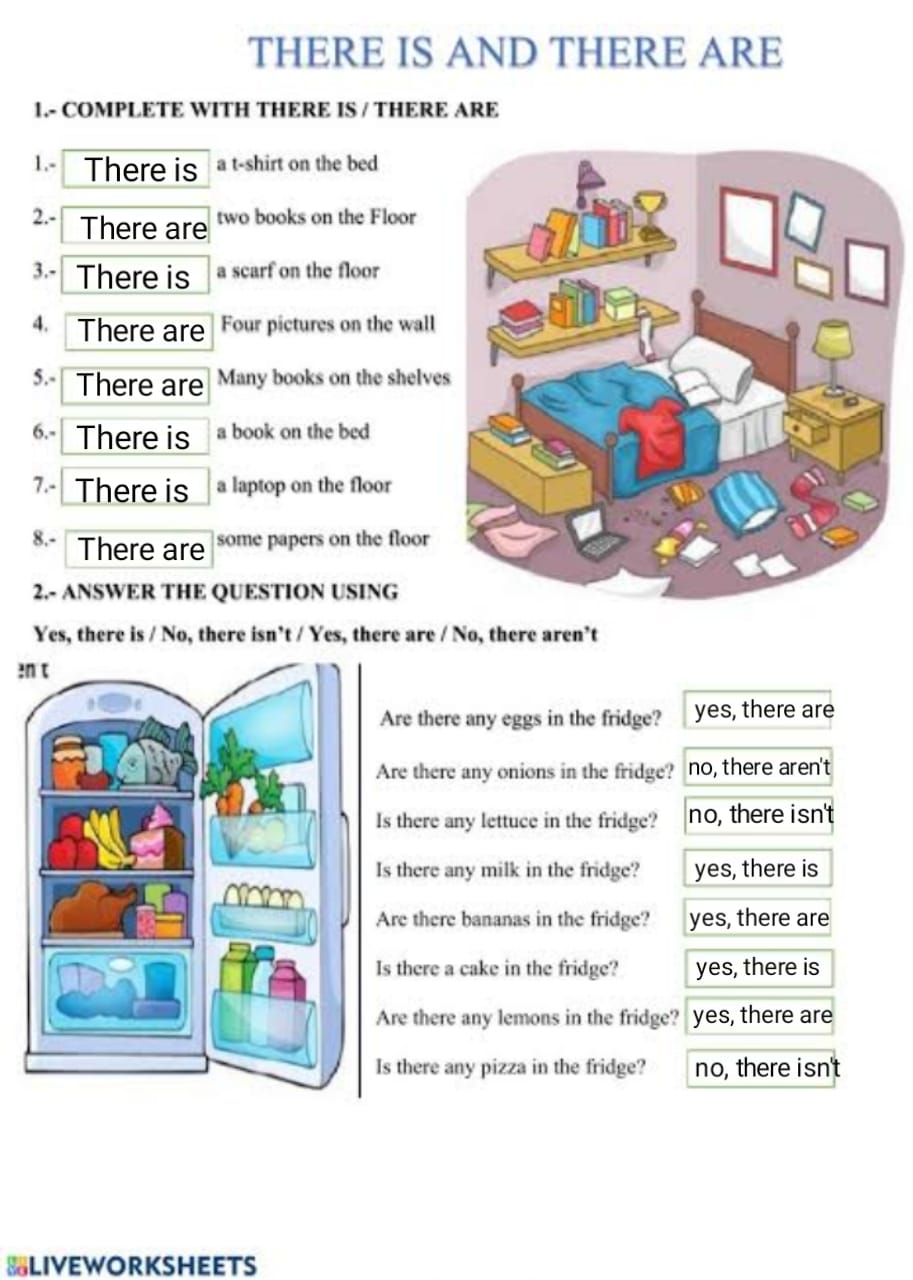 THERE IS AND THERE ARE
1.- COMPLETE WITH THERE IS / THERE ARE
1.- There is a t-shirt on the bed
2.- There are two books on the Floor
3.- There is a scarf on the floor
4. There are Four pictures on the wall
5.- There are Many books on the shelves
6.- There is a book on the bed
7.- There is a laptop on the floor
8.- There are some papers on the floor
2.- ANSWER THE QUESTION USING
Yes, there is / No, there isn't / Yes, there are / No, there aren't
en't
Are there any eggs in the fridge? yes, there are
Are there any onions in the fridge? no, there aren't
Is there any lettuce in the fridge? no, there isn't
Is there any milk in the fridge? yes, there is
Are there bananas in the fridge? yes, there are
Is there a cake in the fridge? yes, there is
Are there any lemons in the fridge? yes, there are
Is there any pizza in the fridge? no, there isn't
LIVEWORKSHEETS